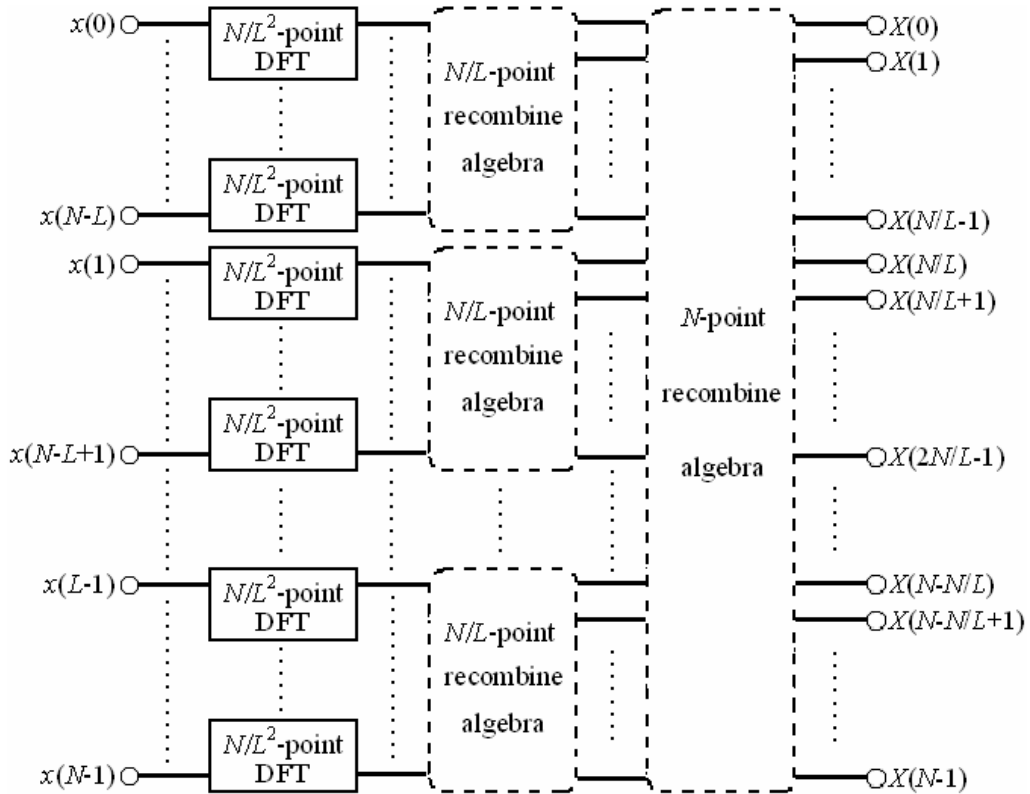 x(0)
N/L²-point
DFT
N/L-point
recombine
algebra
X(0)
X(1)
x(N-L)
N/L²-point
DFT
X(N/L-1)
x(1)
N/L²-point
DFT
N/L-point
recombine
algebra
N-point
recombine
algebra
X(N/L)
X(N/L+1)
x(N-L+1)
N/L²-point
DFT
X(2N/L-1)
x(L-1)
N/L²-point
DFT
N/L-point
recombine
algebra
X(N-N/L)
X(N-N/L+1)
x(N-1)
N/L²-point
DFT
X(N-1)